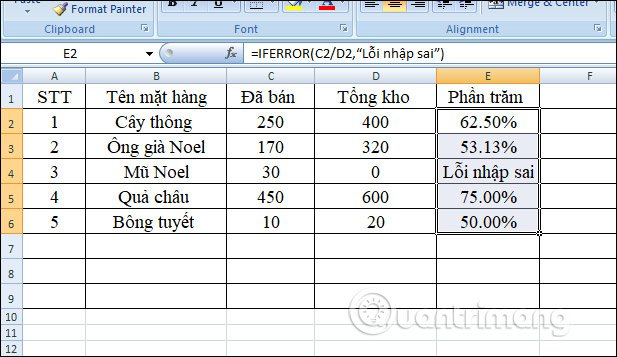 Format Painter
Merge & Center
Clipboard
Font
Alignment
E2 fx =IFERROR(C2/D2,“Lỗi nhập sai”)
A B C D E F
1 STT Tên mặt hàng Đã bán Tổng kho Phần trăm
2 1 Cây thông 250 400 62.50%
3 2 Ông già Noel 170 320 53.13%
4 3 Mũ Noel 30 0 Lỗi nhập sai
5 4 Quả châu 450 600 75.00%
6 5 Bông tuyết 10 20 50.00%
7
8
9
10
11
12
Quantrimang